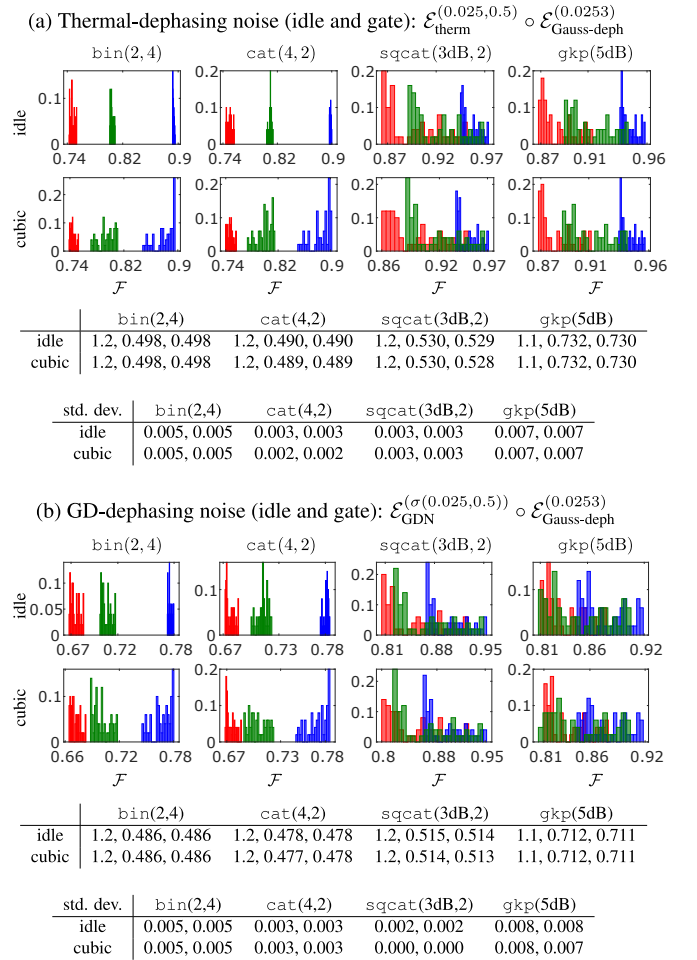 (a) Thermal-dephasing noise (idle and gate): ℰ_therm^(0.025,0.5) ∘ ℰ_Gauss-deph^(0.0253)
bin(2,4) cat(4,2) sqcat(3dB,2) gkp(5dB)
idle
0.1 0
0.74 0.82 0.9
0.2 0.1 0
0.74 0.82 0.9
0.2 0.1 0
0.87 0.92 0.97
0.2 0.1 0
0.87 0.91 0.96
cubic
0.2 0.1 0
0.74 0.82 0.9
0.2 0.1 0
0.74 0.82 0.9
0.2 0.1 0
0.86 0.92 0.97
0.2 0.1 0
0.87 0.91 0.96
ℱ ℱ ℱ ℱ
bin(2,4) cat(4,2) sqcat(3dB,2) gkp(5dB)
idle 1.2, 0.498, 0.498 1.2, 0.490, 0.490 1.2, 0.530, 0.529 1.1, 0.732, 0.730
cubic 1.2, 0.498, 0.498 1.2, 0.489, 0.489 1.2, 0.530, 0.528 1.1, 0.732, 0.730
std. dev. bin(2,4) cat(4,2) sqcat(3dB,2) gkp(5dB)
idle 0.005, 0.005 0.003, 0.003 0.003, 0.003 0.007, 0.007
cubic 0.005, 0.005 0.002, 0.002 0.003, 0.003 0.007, 0.007
(b) GD-dephasing noise (idle and gate): ℰ_GDN^(σ(0.025,0.5)) ∘ ℰ_Gauss-deph^(0.0253)
bin(2,4) cat(4,2) sqcat(3dB, 2) gkp(5dB)
idle
0.1 0.05 0
0.67 0.72 0.78
0.1 0
0.67 0.73 0.78
0.2 0.1 0
0.81 0.88 0.95
0.1 0
0.81 0.86 0.92
cubic
0.1 0
0.66 0.72 0.78
0.2 0.1 0
0.67 0.73 0.78
0.2 0.1 0
0.8 0.88 0.95
0.2 0.1 0
0.81 0.87 0.92
ℱ ℱ ℱ ℱ
bin(2,4) cat(4,2) sqcat(3dB,2) gkp(5dB)
idle 1.2, 0.486, 0.486 1.2, 0.478, 0.478 1.2, 0.515, 0.514 1.1, 0.712, 0.711
cubic 1.2, 0.486, 0.486 1.2, 0.477, 0.478 1.2, 0.514, 0.513 1.1, 0.712, 0.711
std. dev. bin(2,4) cat(4,2) sqcat(3dB,2) gkp(5dB)
idle 0.005, 0.005 0.003, 0.003 0.002, 0.002 0.008, 0.008
cubic 0.005, 0.005 0.003, 0.003 0.000, 0.000 0.008, 0.007